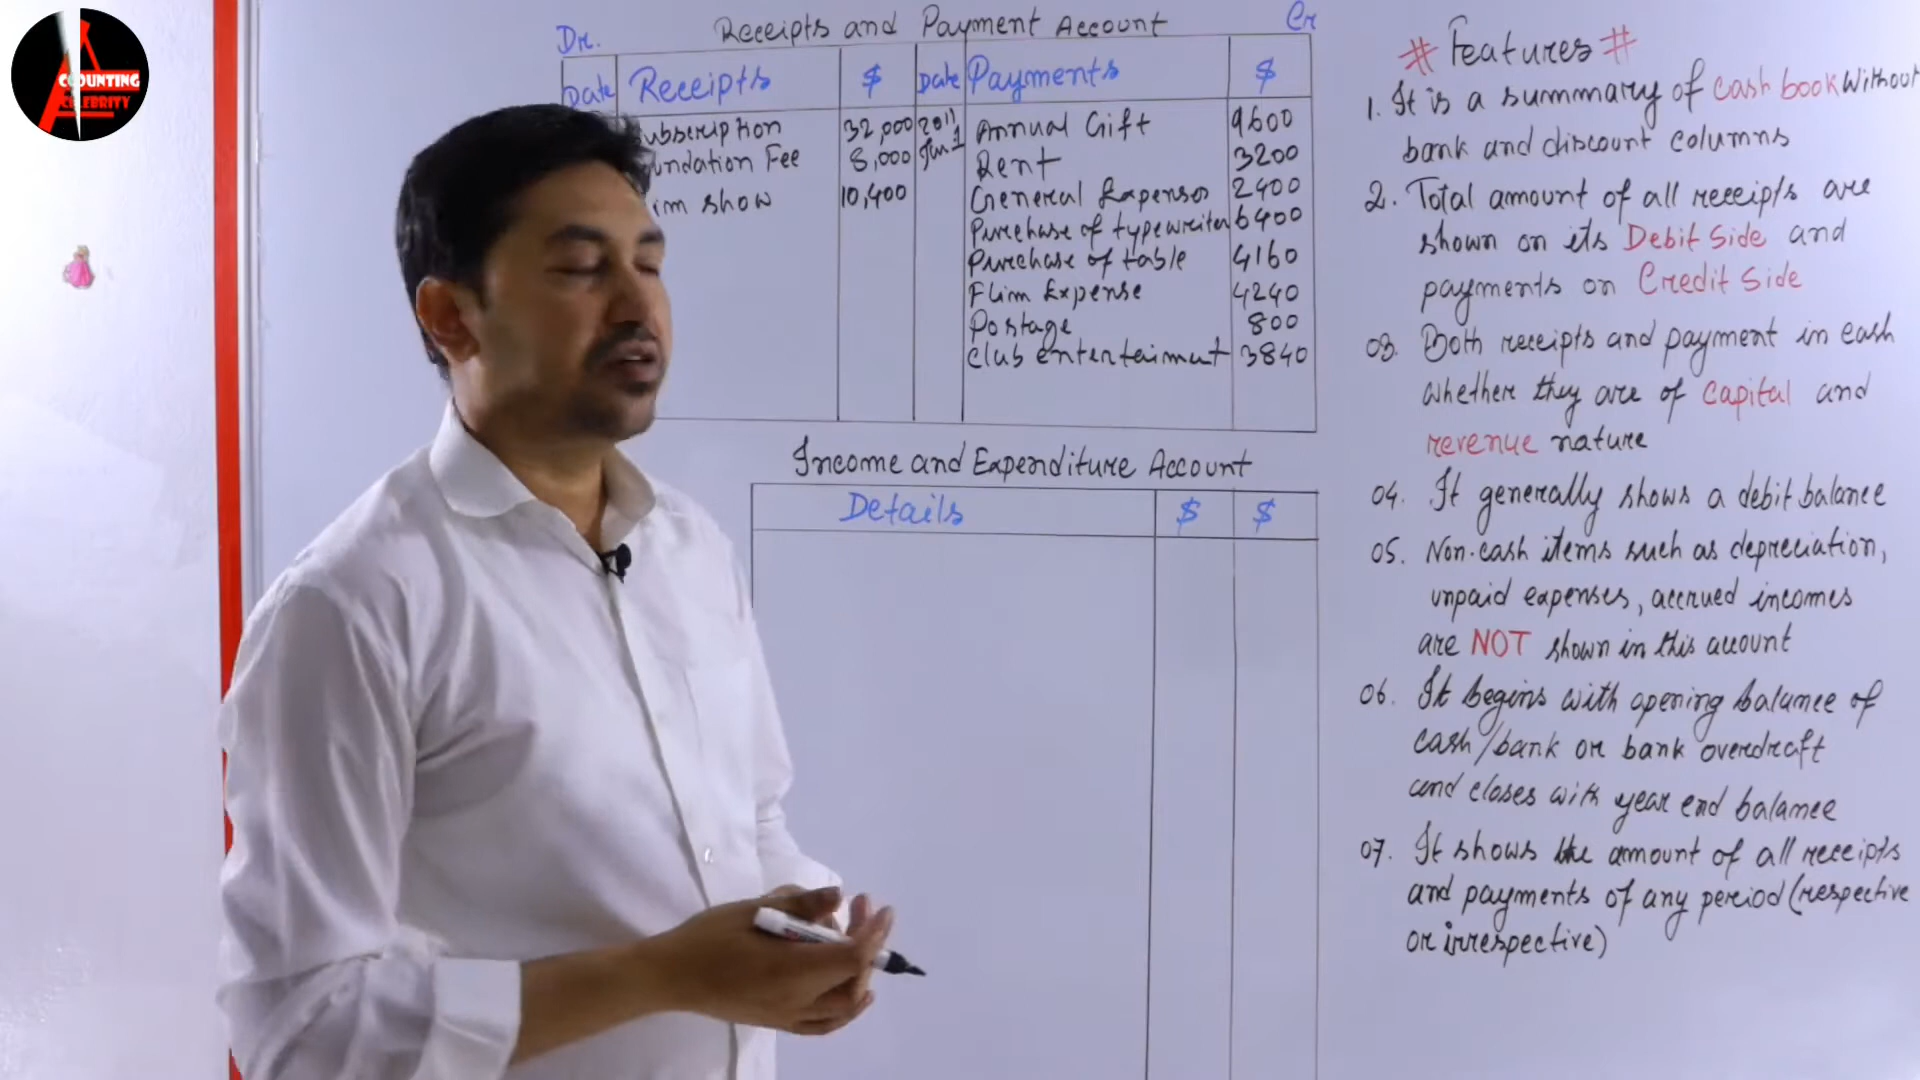 ACCOUNTING
CELEBRITY
Receipts and Payment Account
Dr.
Cr
Date Receipts $ Date Payments $
ubscription 32,000 2011 Jan 1 Annual Gift 9600
undation Fee 8,000 Rent 3200
im show 10,400 General Expenses 2400
Purchase of typewriter 6400
Purchase of table 4160
Flim Expense 4240
Postage 800
Club entertaiment 3840
Income and Expenditure Account
Details $ $
# Features #
1. It is a summary of cash book without
bank and discount columns
2. Total amount of all receipts are
shown on its Debit Side and
payments on Credit Side
03. Both receipts and payment in cash
whether they are of capital and
revenue nature
04. It generally shows a debit balance
05. Non-cash items such as depreciation,
unpaid expenses, accrued incomes
are NOT shown in this account
06. It begins with opening balance of
cash/bank or bank overdraft
and closes with year end balance
07. It shows the amount of all receipts
and payments of any period (respective
or irrespective)